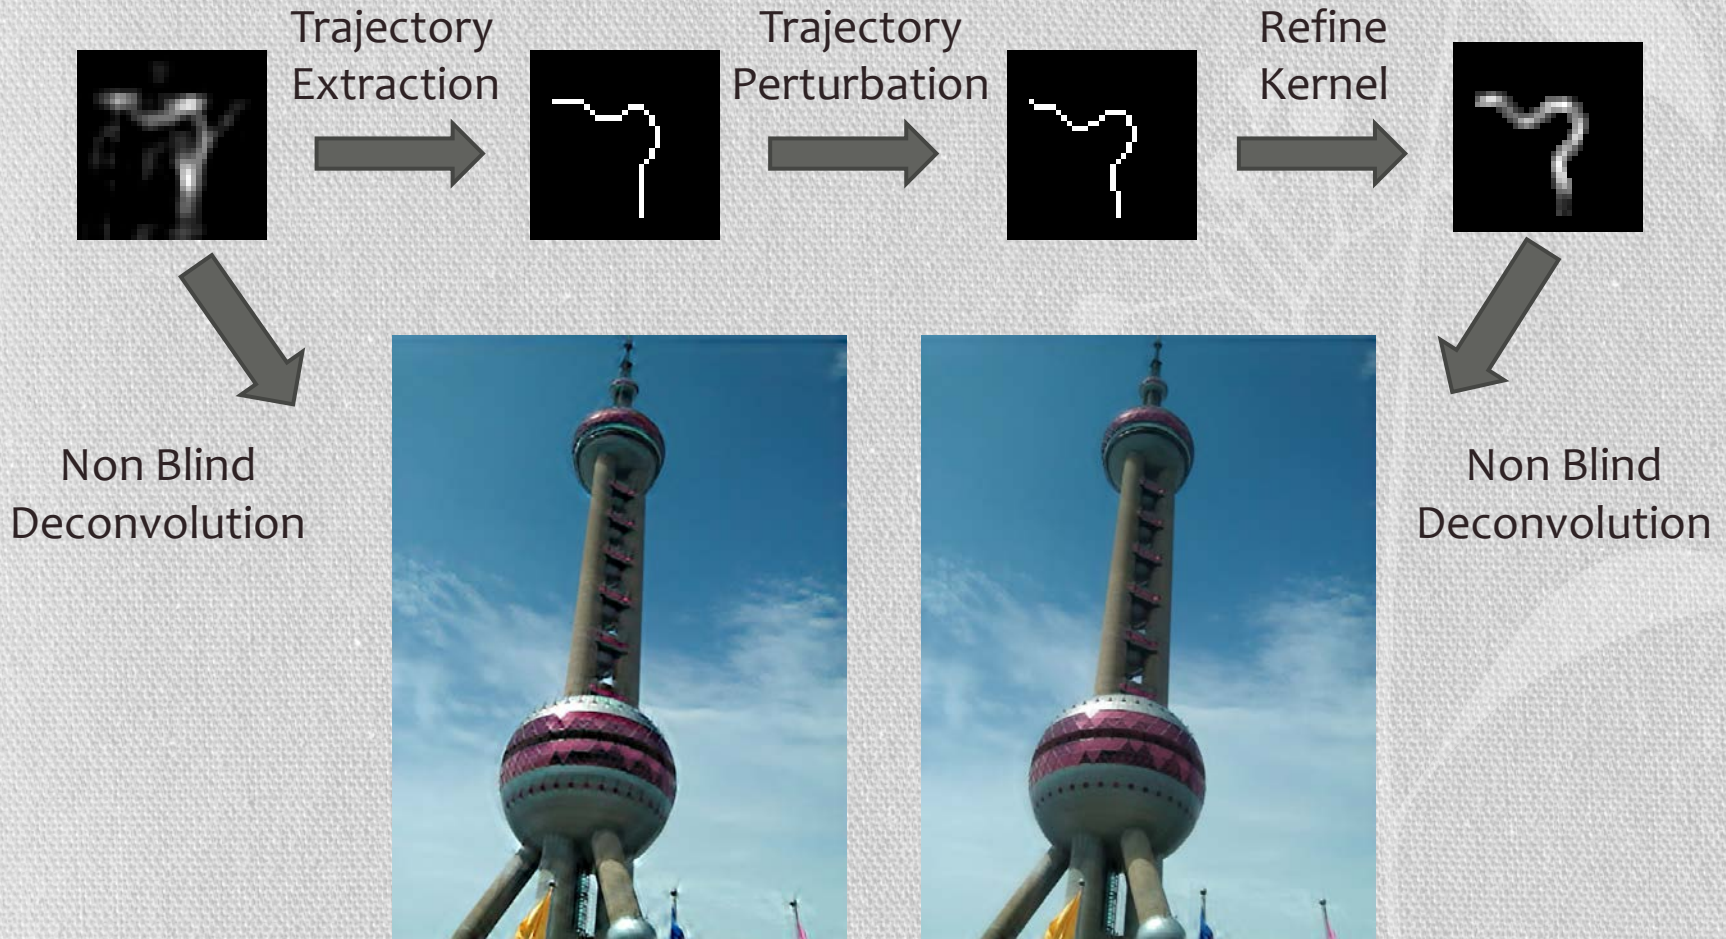 Trajectory
Extraction
Trajectory
Perturbation
Refine
Kernel
Non Blind
Deconvolution
Non Blind
Deconvolution